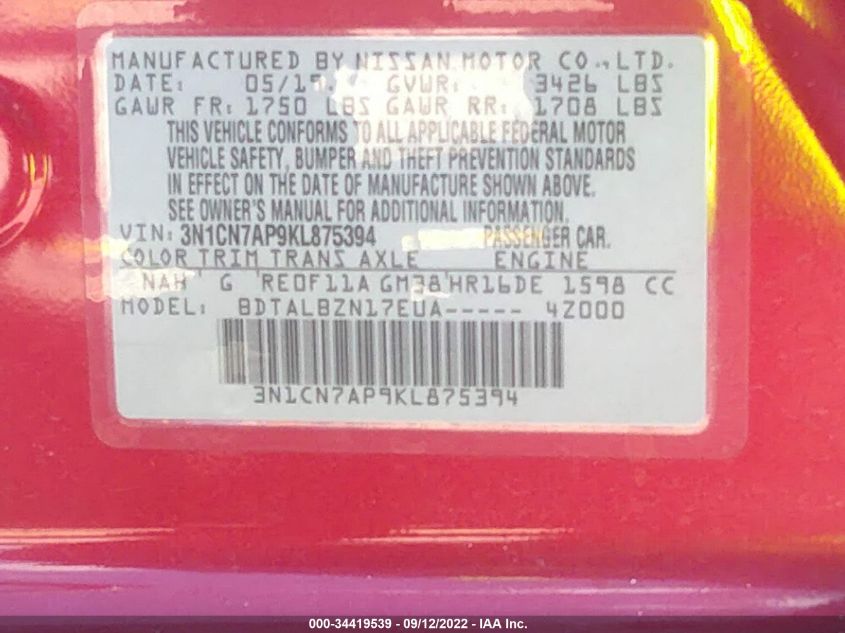 MANUFACTURED BY NISSAN MOTOR CO., LTD.
DATE: 05/19 GVWR: 3426 LBS
GAWR FR: 1750 LBS GAWR RR: 1708 LBS
THIS VEHICLE CONFORMS TO ALL APPLICABLE FEDERAL MOTOR
VEHICLE SAFETY, BUMPER AND THEFT PREVENTION STANDARDS
IN EFFECT ON THE DATE OF MANUFACTURE SHOWN ABOVE.
SEE OWNER'S MANUAL FOR ADDITIONAL INFORMATION.
VIN: 3N1CN7AP9KL875394 PASSENGER CAR.
COLOR TRIM TRANS AXLE ENGINE
NAH G RE0F11A GM38 HR16DE 1598 CC
MODEL: BDTALBZN17EUA----- 4Z000
3N1CN7AP9KL875394
000-34419539 - 09/12/2022 - IAA Inc.